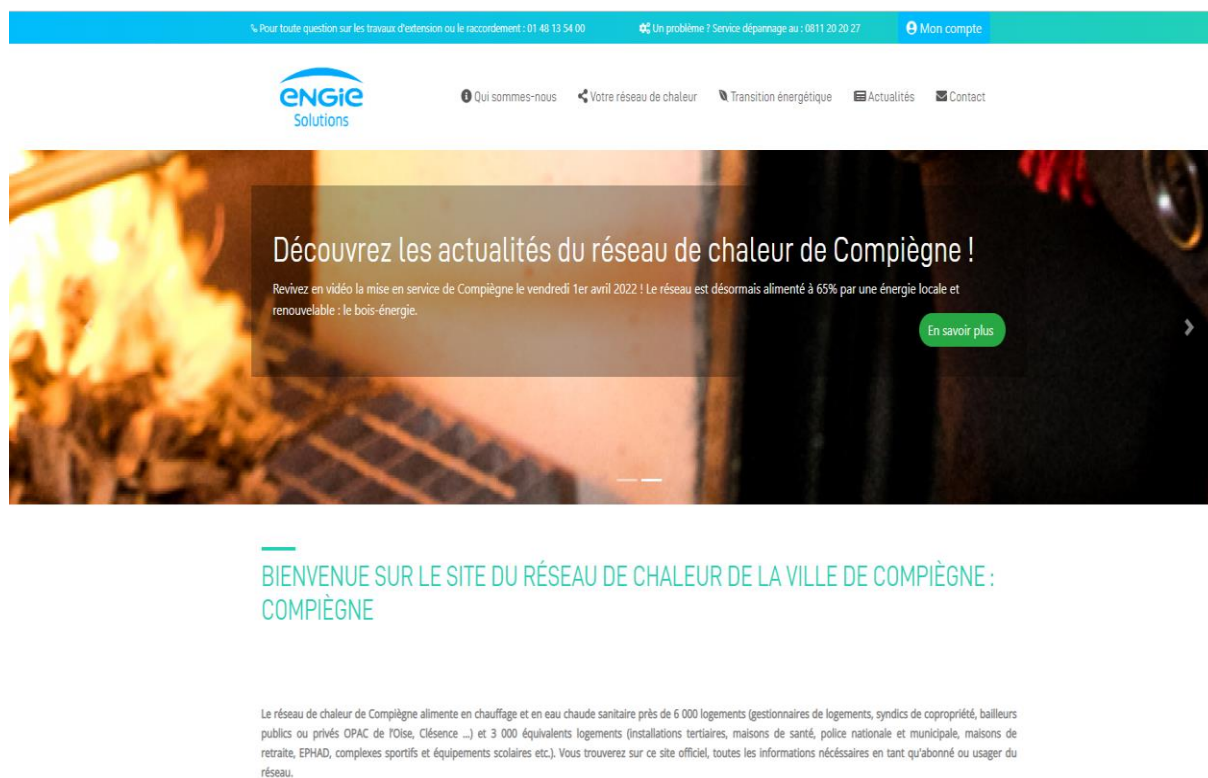 Pour toute question sur les travaux d'extension ou le raccordement : 01 48 13 54 00
Un problème ? Service dépannage au : 0811 20 20 27
Mon compte
ENGIE
Solutions
Qui sommes-nous
Votre réseau de chaleur
Transition énergétique
Actualités
Contact
Découvrez les actualités du réseau de chaleur de Compiègne !
Revivez en vidéo la mise en service de Compiègne le vendredi 1er avril 2022 ! Le réseau est désormais alimenté à 65% par une énergie locale et
renouvelable : le bois-énergie.
En savoir plus
BIENVENUE SUR LE SITE DU RÉSEAU DE CHALEUR DE LA VILLE DE COMPIÈGNE :
COMPIÈGNE
Le réseau de chaleur de Compiègne alimente en chauffage et en eau chaude sanitaire près de 6 000 logements (gestionnaires de logements, syndics de copropriété, bailleurs
publics ou privés OPAC de l'Oise, Clésence ...) et 3 000 équivalents logements (installations tertiaires, maisons de santé, police nationale et municipale, maisons de
retraite, EPHAD, complexes sportifs et équipements scolaires etc.). Vous trouverez sur ce site officiel, toutes les informations nécéssaires en tant qu'abonné ou usager du
réseau.